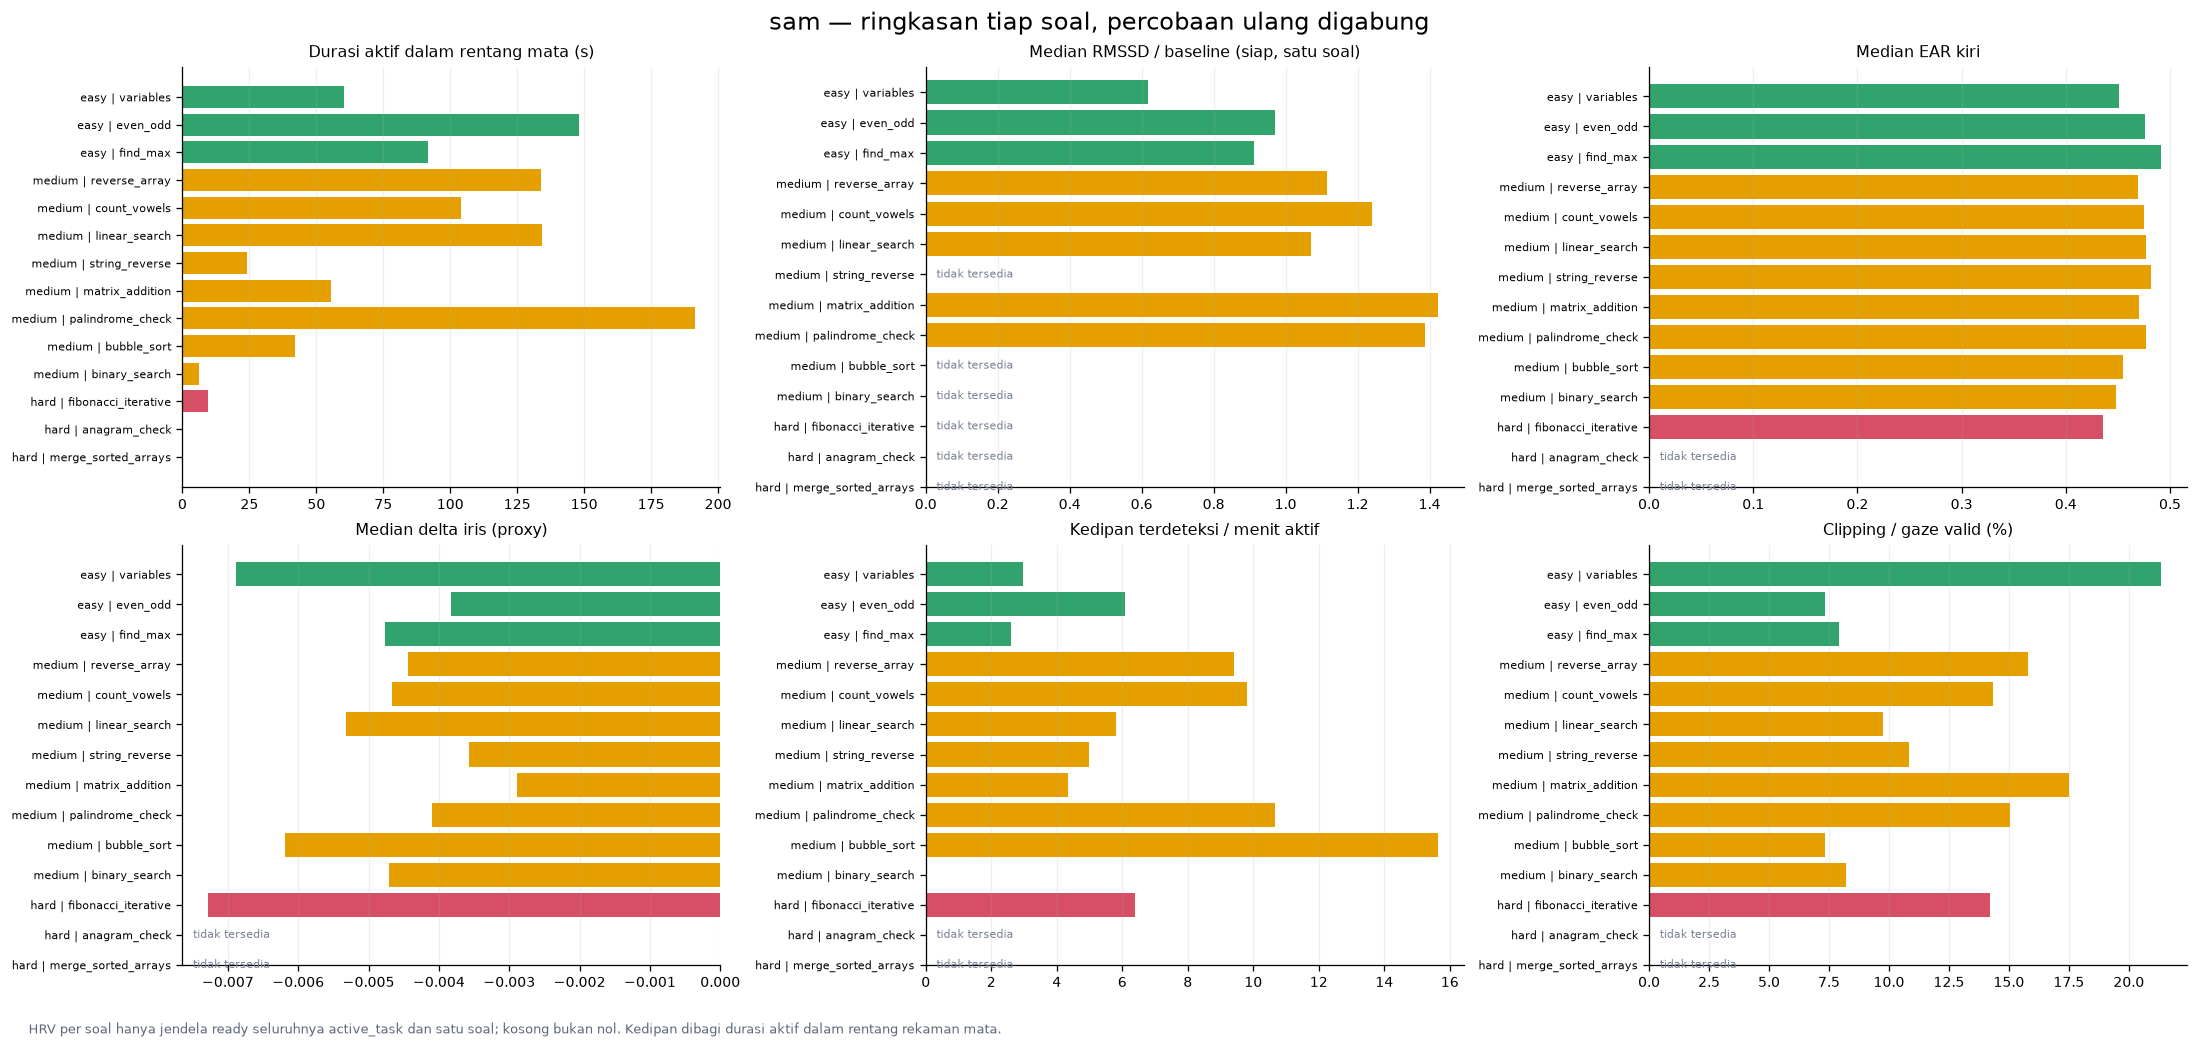 sam — ringkasan tiap soal, percobaan ulang digabung
Durasi aktif dalam rentang mata (s)
easy | variables
easy | even_odd
easy | find_max
medium | reverse_array
medium | count_vowels
medium | linear_search
medium | string_reverse
medium | matrix_addition
medium | palindrome_check
medium | bubble_sort
medium | binary_search
hard | fibonacci_iterative
hard | anagram_check
hard | merge_sorted_arrays
0 25 50 75 100 125 150 175 200
Median RMSSD / baseline (siap, satu soal)
easy | variables
easy | even_odd
easy | find_max
medium | reverse_array
medium | count_vowels
medium | linear_search
medium | string_reverse tidak tersedia
medium | matrix_addition
medium | palindrome_check
medium | bubble_sort tidak tersedia
medium | binary_search tidak tersedia
hard | fibonacci_iterative tidak tersedia
hard | anagram_check tidak tersedia
hard | merge_sorted_arrays tidak tersedia
0.0 0.2 0.4 0.6 0.8 1.0 1.2 1.4
Median EAR kiri
easy | variables
easy | even_odd
easy | find_max
medium | reverse_array
medium | count_vowels
medium | linear_search
medium | string_reverse
medium | matrix_addition
medium | palindrome_check
medium | bubble_sort
medium | binary_search
hard | fibonacci_iterative
hard | anagram_check tidak tersedia
hard | merge_sorted_arrays tidak tersedia
0.0 0.1 0.2 0.3 0.4 0.5
Median delta iris (proxy)
easy | variables
easy | even_odd
easy | find_max
medium | reverse_array
medium | count_vowels
medium | linear_search
medium | string_reverse
medium | matrix_addition
medium | palindrome_check
medium | bubble_sort
medium | binary_search
hard | fibonacci_iterative
hard | anagram_check tidak tersedia
hard | merge_sorted_arrays tidak tersedia
−0.007 −0.006 −0.005 −0.004 −0.003 −0.002 −0.001 0.000
Kedipan terdeteksi / menit aktif
easy | variables
easy | even_odd
easy | find_max
medium | reverse_array
medium | count_vowels
medium | linear_search
medium | string_reverse
medium | matrix_addition
medium | palindrome_check
medium | bubble_sort
medium | binary_search
hard | fibonacci_iterative
hard | anagram_check tidak tersedia
hard | merge_sorted_arrays tidak tersedia
0 2 4 6 8 10 12 14 16
Clipping / gaze valid (%)
easy | variables
easy | even_odd
easy | find_max
medium | reverse_array
medium | count_vowels
medium | linear_search
medium | string_reverse
medium | matrix_addition
medium | palindrome_check
medium | bubble_sort
medium | binary_search
hard | fibonacci_iterative
hard | anagram_check tidak tersedia
hard | merge_sorted_arrays tidak tersedia
0.0 2.5 5.0 7.5 10.0 12.5 15.0 17.5 20.0
HRV per soal hanya jendela ready seluruhnya active_task dan satu soal; kosong bukan nol. Kedipan dibagi durasi aktif dalam rentang rekaman mata.